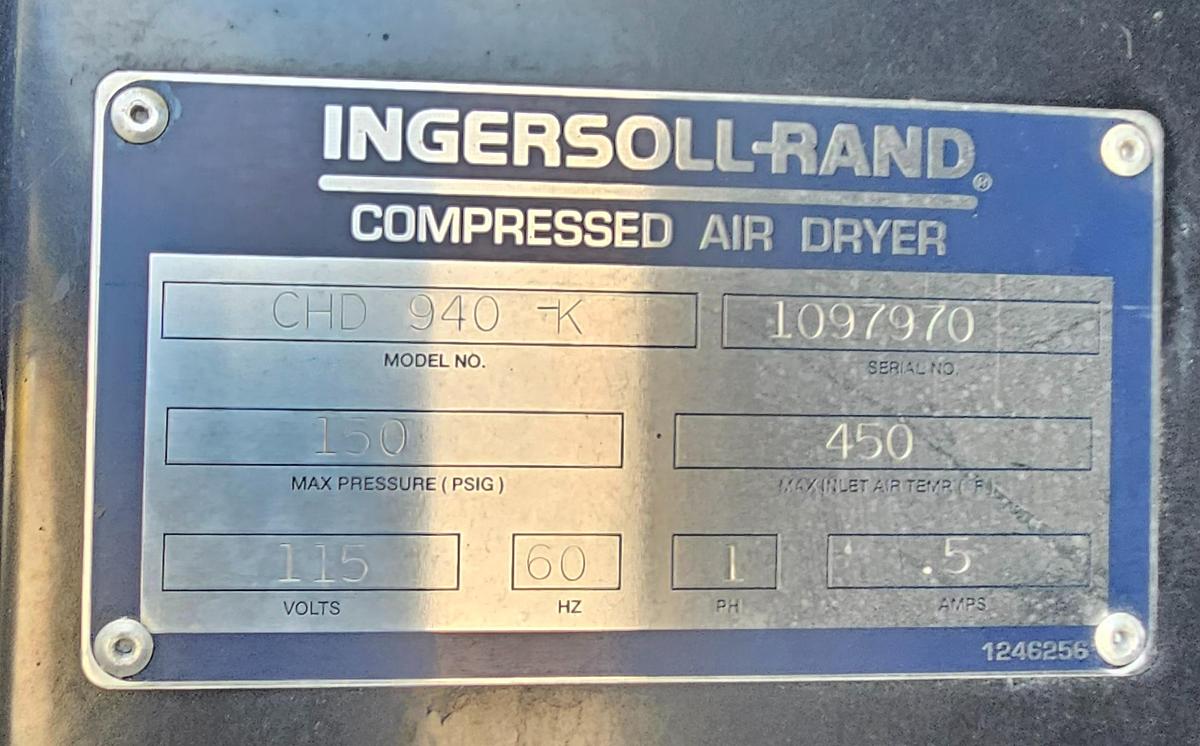 INGERSOLL-RAND®
COMPRESSED AIR DRYER
CHD 940 -K 1097970
MODEL NO. SERIAL NO.
150 450
MAX PRESSURE (PSIG) MAX INLET AIR TEMP. (°F)
115 60 1 .5
VOLTS HZ PH AMPS
1246256